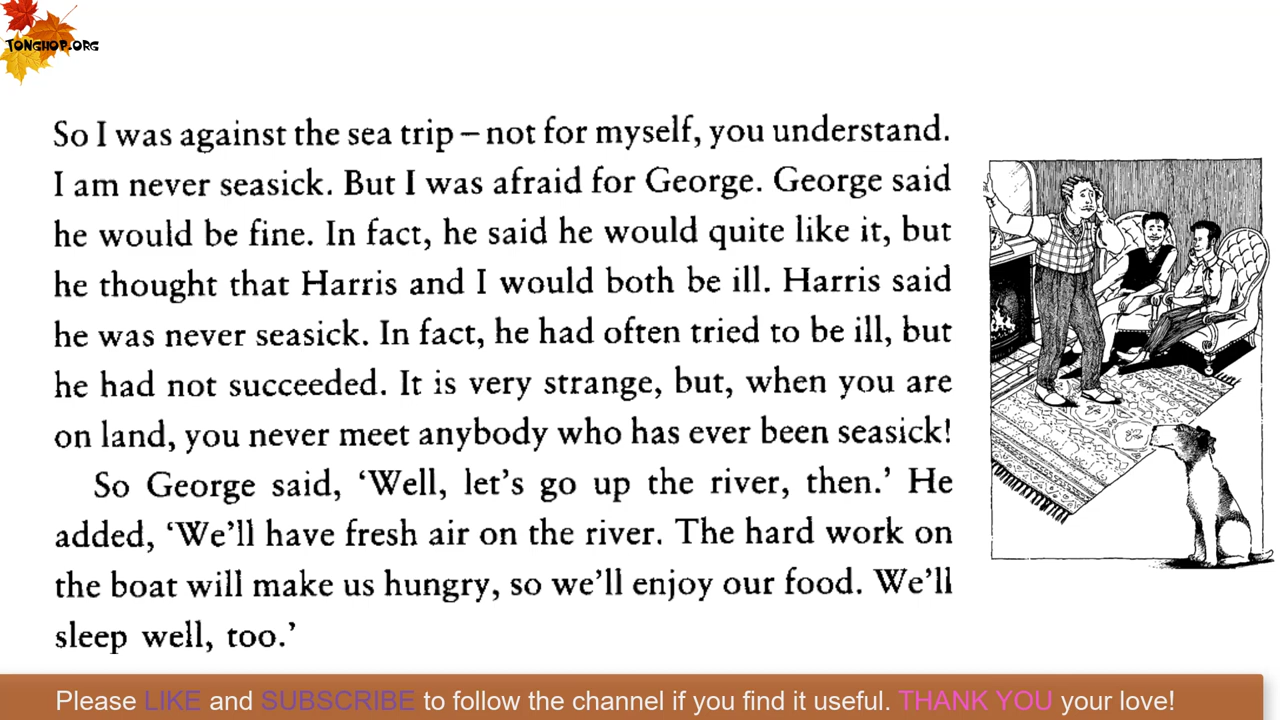 TONGHOP.ORG
So I was against the sea trip – not for myself, you understand.
I am never seasick. But I was afraid for George. George said
he would be fine. In fact, he said he would quite like it, but
he thought that Harris and I would both be ill. Harris said
he was never seasick. In fact, he had often tried to be ill, but
he had not succeeded. It is very strange, but, when you are
on land, you never meet anybody who has ever been seasick!
So George said, ‘Well, let’s go up the river, then.’ He
added, ‘We’ll have fresh air on the river. The hard work on
the boat will make us hungry, so we’ll enjoy our food. We’ll
sleep well, too.’
Please LIKE and SUBSCRIBE to follow the channel if you find it useful. THANK YOU your love!